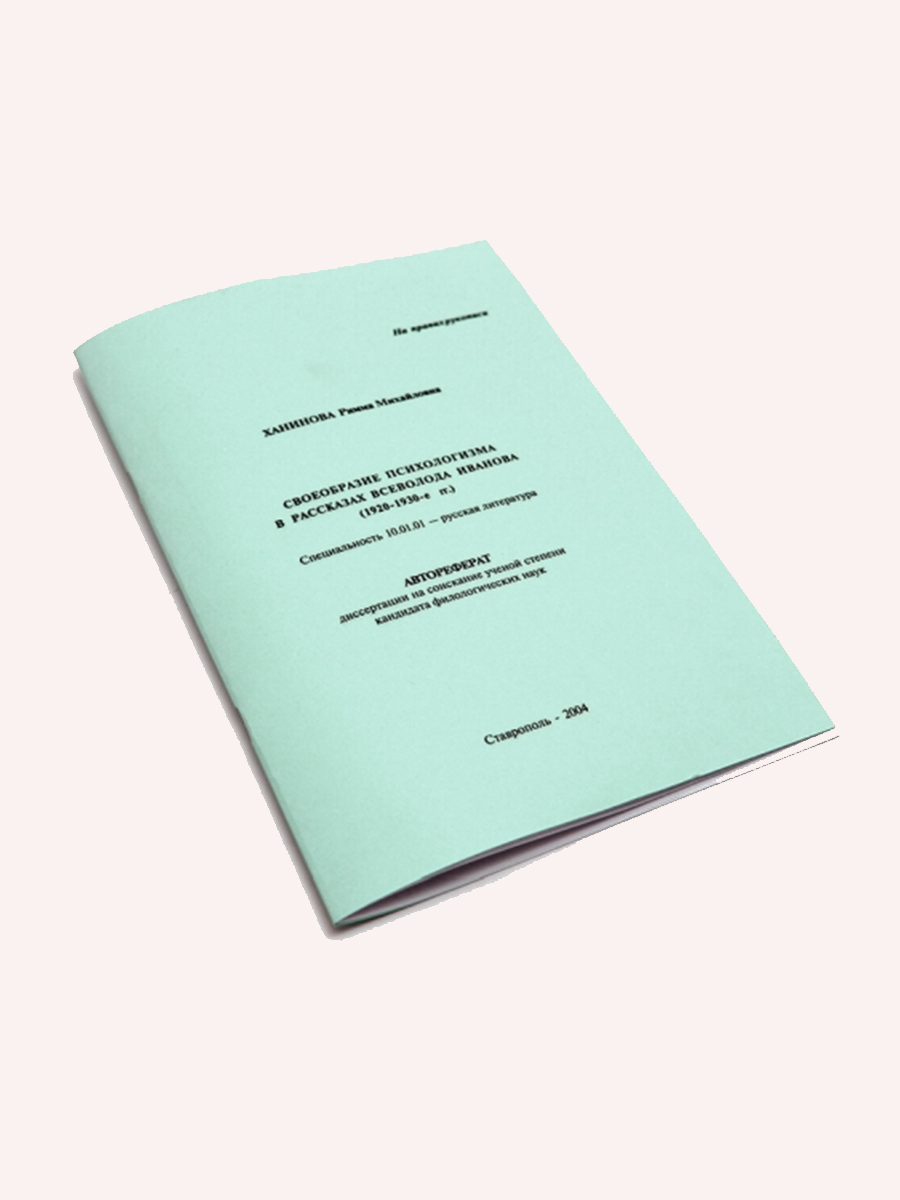 На правах рукописи
ХАНИНОВА Римма Михайловна
СВОЕОБРАЗИЕ ПСИХОЛОГИЗМА
В РАССКАЗАХ ВСЕВОЛОДА ИВАНОВА
(1920-1930-е гг.)
Специальность 10.01.01 — русская литература
АВТОРЕФЕРАТ
диссертации на соискание ученой степени
кандидата филологических наук
Ставрополь - 2004